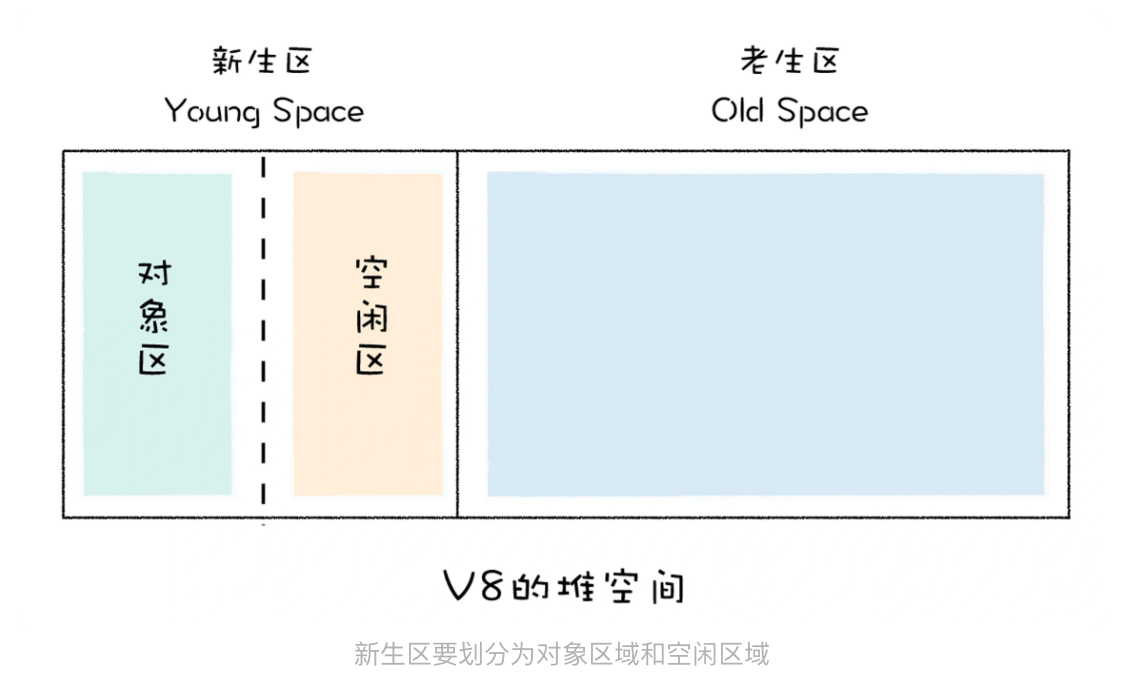 新生区
Young Space
老生区
Old Space
对象区
空闲区
V8的堆空间
新生区要划分为对象区域和空闲区域